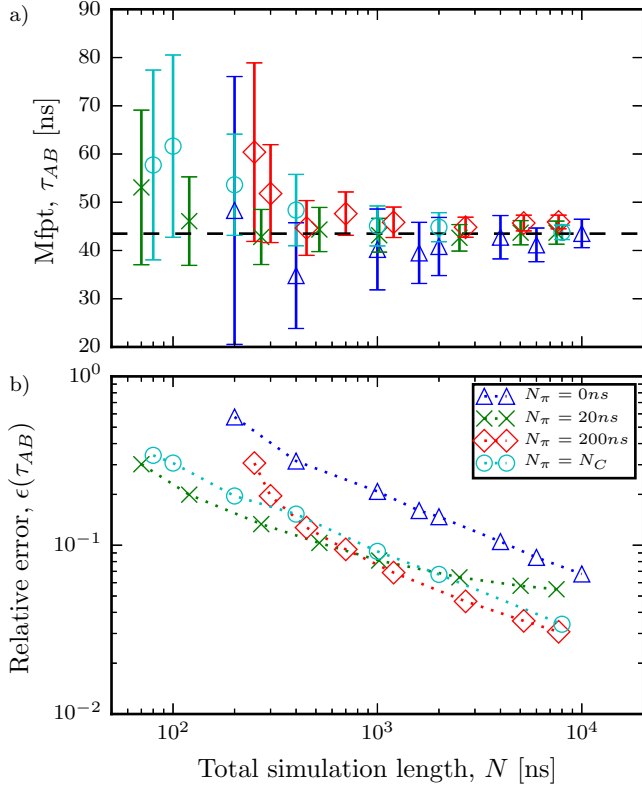 a)
90
80
70
60
50
40
30
20
Mfpt, τ_AB [ns]
b)
10^0
10^−1
10^−2
Relative error, ϵ(τ_AB)
N_π = 0ns
N_π = 20ns
N_π = 200ns
N_π = N_C
10^2 10^3 10^4
Total simulation length, N [ns]